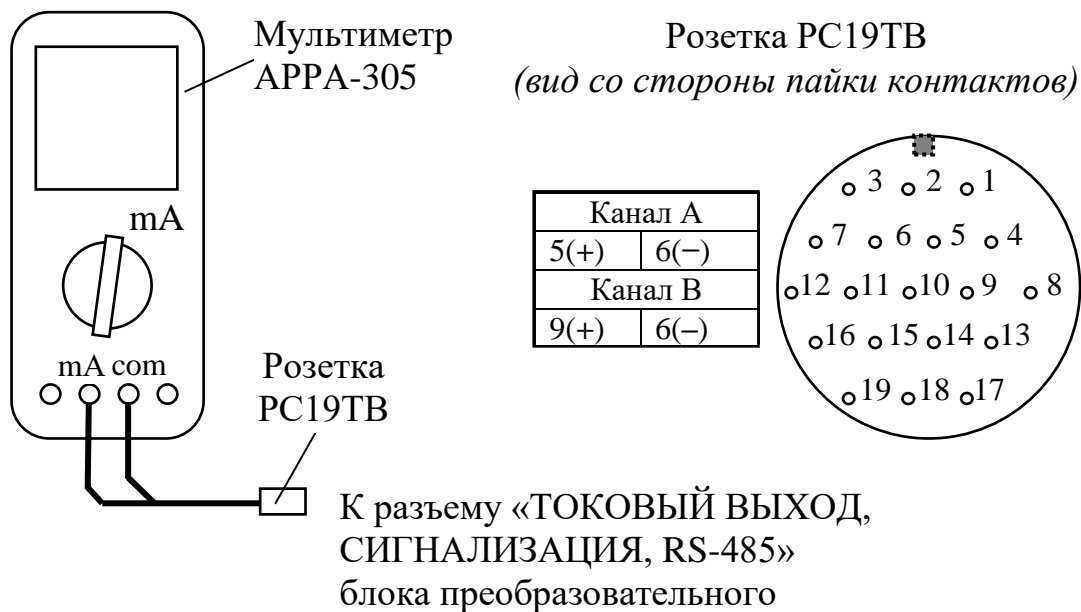 Мультиметр
APPA-305
mA
mA com
Розетка
РС19ТВ
К разъему «ТОКОВЫЙ ВЫХОД,
СИГНАЛИЗАЦИЯ, RS-485»
блока преобразовательного
Розетка РС19ТВ
(вид со стороны пайки контактов)
Канал А
5(+) 6(−)
Канал В
9(+) 6(–)
3 2 1
7 6 5 4
12 11 10 9 8
16 15 14 13
19 18 17